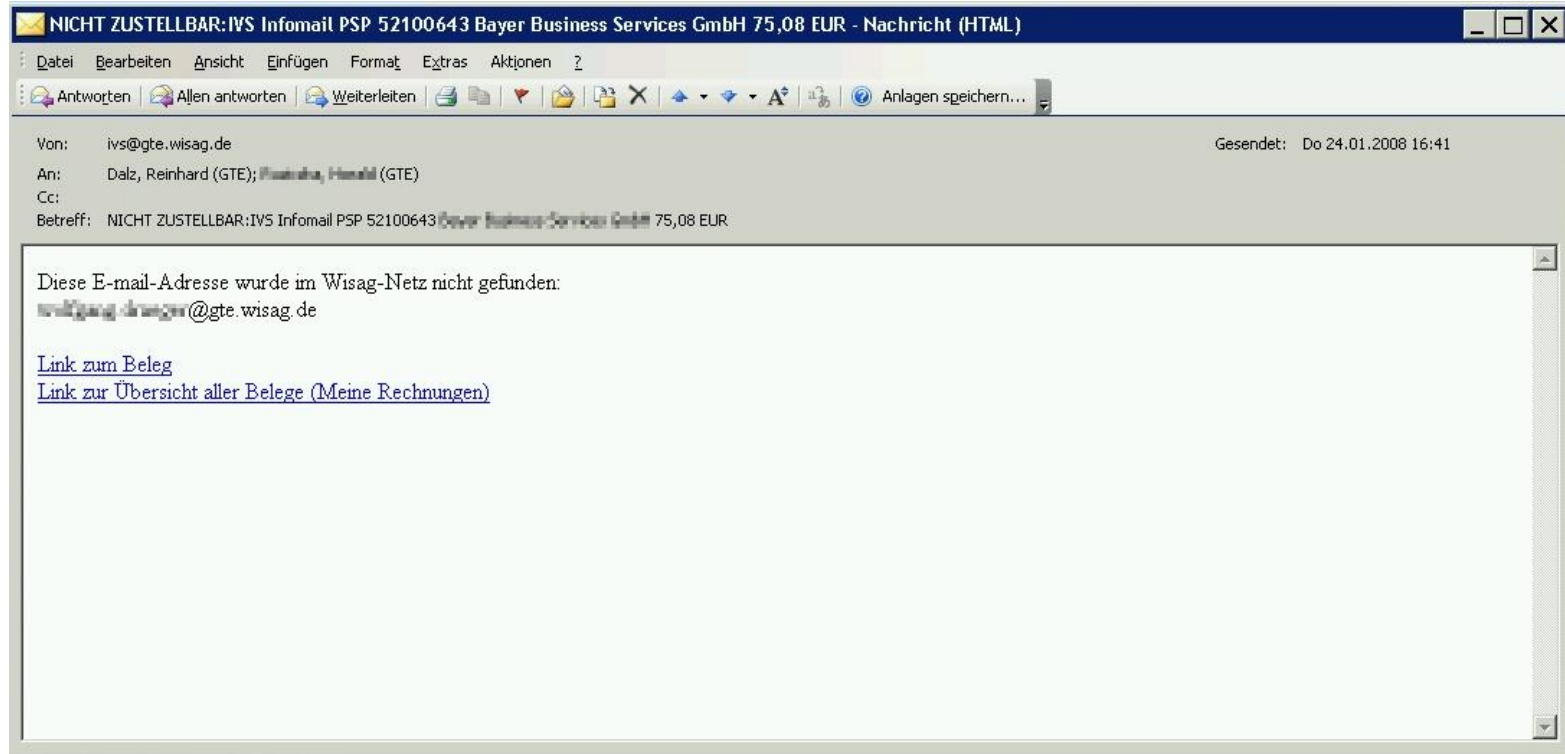 NICHT ZUSTELLBAR:IVS Infomail PSP 52100643 Bayer Business Services GmbH 75,08 EUR - Nachricht (HTML)
Datei Bearbeiten Ansicht Einfügen Format Extras Aktionen ?
Antworten Allen antworten Weiterleiten Anlagen speichern...
Von: ivs@gte.wisag.de Gesendet: Do 24.01.2008 16:41
An: Dalz, Reinhard (GTE); (GTE)
Cc:
Betreff: NICHT ZUSTELLBAR:IVS Infomail PSP 52100643 75,08 EUR
Diese E-mail-Adresse wurde im Wisag-Netz nicht gefunden:
@gte.wisag.de
Link zum Beleg
Link zur Übersicht aller Belege (Meine Rechnungen)